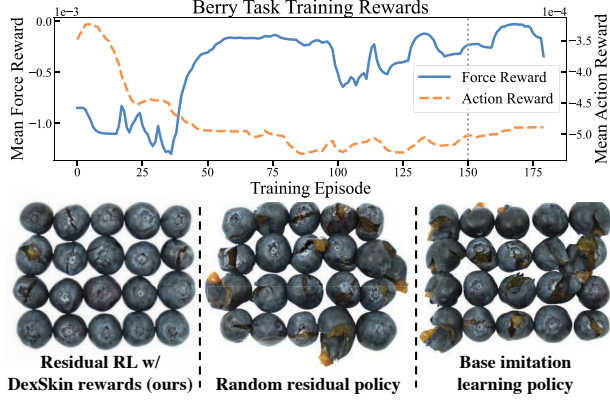 Berry Task Training Rewards
1e−3
1e−4
0.0
−0.5
−1.0
Mean Force Reward
−3.5
−4.0
−4.5
−5.0
Mean Action Reward
Force Reward
Action Reward
0 25 50 75 100 125 150 175
Training Episode
Residual RL w/
DexSkin rewards (ours)
Random residual policy
Base imitation
learning policy